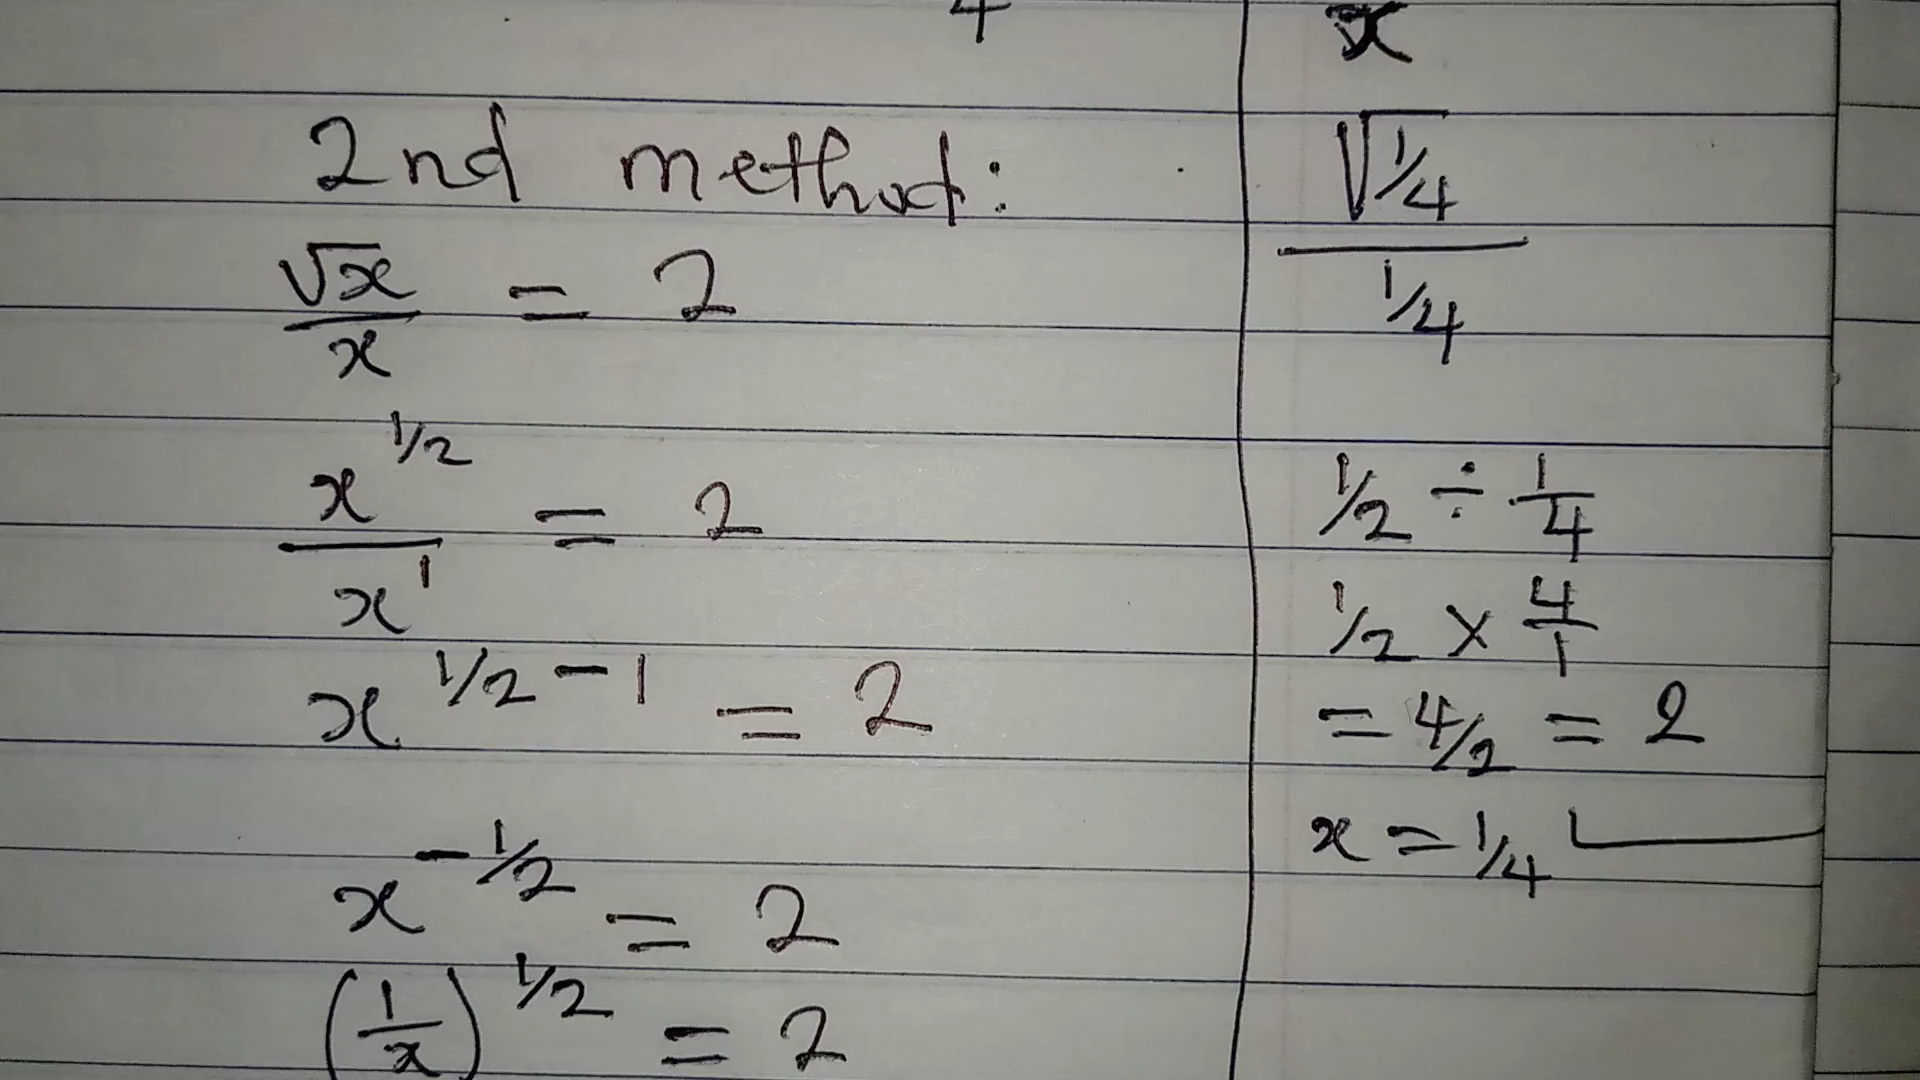 4
2nd method:
√x/x = 2
x^1/2 / x^1 = 2
x^1/2 - 1 = 2
x^-1/2 = 2
(1/x)^1/2 = 2
x
√1/4
1/4
1/2 ÷ 1/4
1/2 × 4/1
= 4/2 = 2
x = 1/4